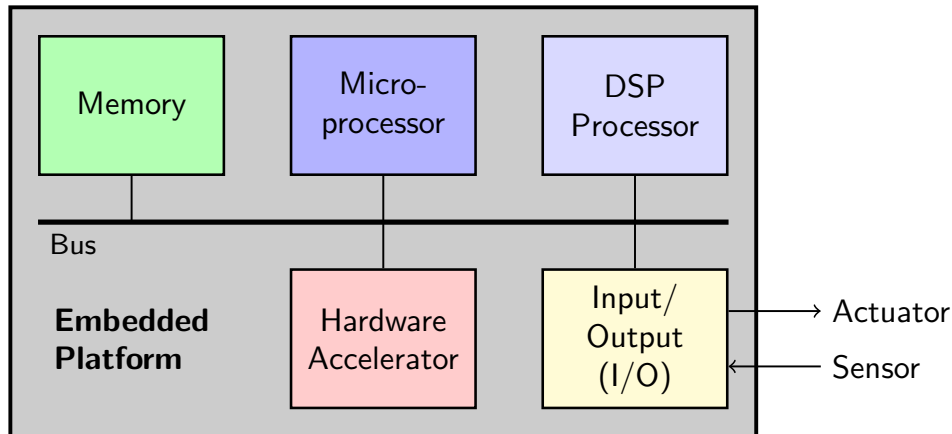 Memory
Micro-
processor
DSP
Processor
Bus
Embedded
Platform
Hardware
Accelerator
Input/
Output
(I/O)
Actuator
Sensor